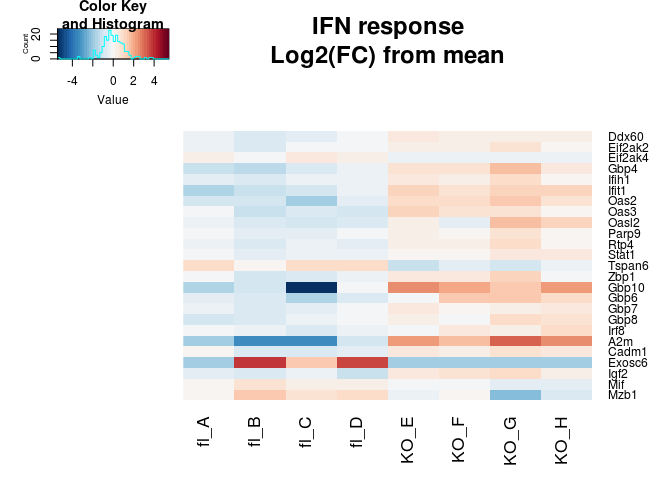 Color Key
and Histogram
Count
0 20
-4 0 2 4
Value
IFN response
Log2(FC) from mean
Ddx60
Eif2ak2
Eif2ak4
Gbp4
Ifih1
Ifit1
Oas2
Oas3
Oasl2
Parp9
Rtp4
Stat1
Tspan6
Zbp1
Gbp10
Gbp6
Gbp7
Gbp8
Irf8
A2m
Cadm1
Exosc6
Igf2
Mif
Mzb1
fl_A
fl_B
fl_C
fl_D
KO_E
KO_F
KO_G
KO_H